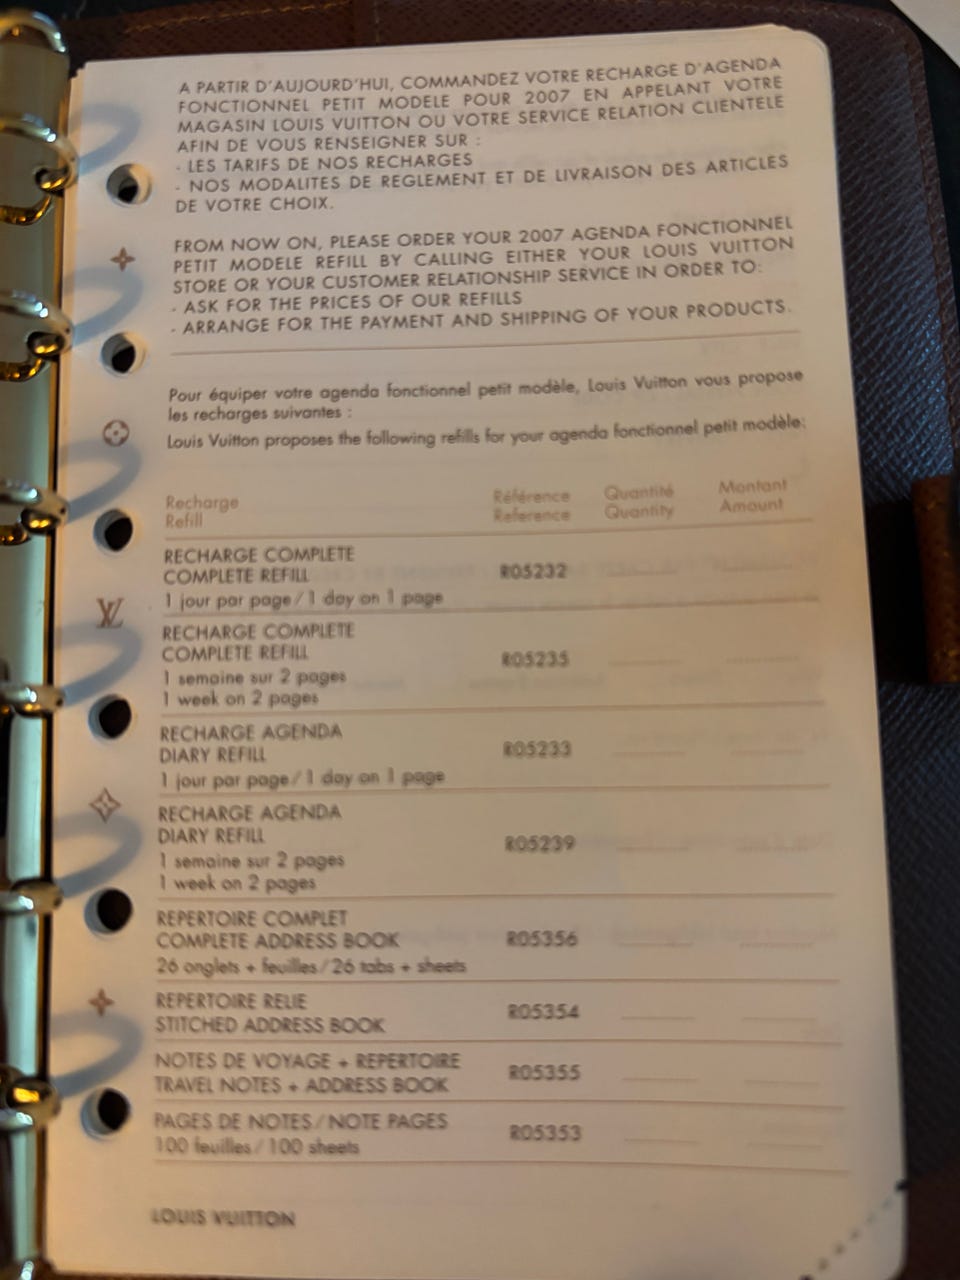 A PARTIR D'AUJOURD'HUI, COMMANDEZ VOTRE RECHARGE D'AGENDA
FONCTIONNEL PETIT MODELE POUR 2007 EN APPELANT VOTRE
MAGASIN LOUIS VUITTON OU VOTRE SERVICE RELATION CLIENTELE
AFIN DE VOUS RENSEIGNER SUR :
- LES TARIFS DE NOS RECHARGES
- NOS MODALITES DE REGLEMENT ET DE LIVRAISON DES ARTICLES
DE VOTRE CHOIX.
FROM NOW ON, PLEASE ORDER YOUR 2007 AGENDA FONCTIONNEL
PETIT MODELE REFILL BY CALLING EITHER YOUR LOUIS VUITTON
STORE OR YOUR CUSTOMER RELATIONSHIP SERVICE IN ORDER TO:
- ASK FOR THE PRICES OF OUR REFILLS
- ARRANGE FOR THE PAYMENT AND SHIPPING OF YOUR PRODUCTS.
Pour équiper votre agenda fonctionnel petit modèle, Louis Vuitton vous propose
les recharges suivantes :
Louis Vuitton proposes the following refills for your agenda fonctionnel petit modèle:
Recharge Référence Quantité Montant
Refill Reference Quantity Amount
RECHARGE COMPLETE
COMPLETE REFILL R05232
1 jour par page / 1 day on 1 page
LV
RECHARGE COMPLETE
COMPLETE REFILL R05235
1 semaine sur 2 pages
1 week on 2 pages
RECHARGE AGENDA
DIARY REFILL R05233
1 jour par page / 1 day on 1 page
RECHARGE AGENDA
DIARY REFILL R05239
1 semaine sur 2 pages
1 week on 2 pages
REPERTOIRE COMPLET
COMPLETE ADDRESS BOOK R05356
26 onglets + feuilles / 26 tabs + sheets
REPERTOIRE RELIE
STITCHED ADDRESS BOOK R05354
NOTES DE VOYAGE + REPERTOIRE
TRAVEL NOTES + ADDRESS BOOK R05355
PAGES DE NOTES / NOTE PAGES
100 feuilles / 100 sheets R05353
LOUIS VUITTON